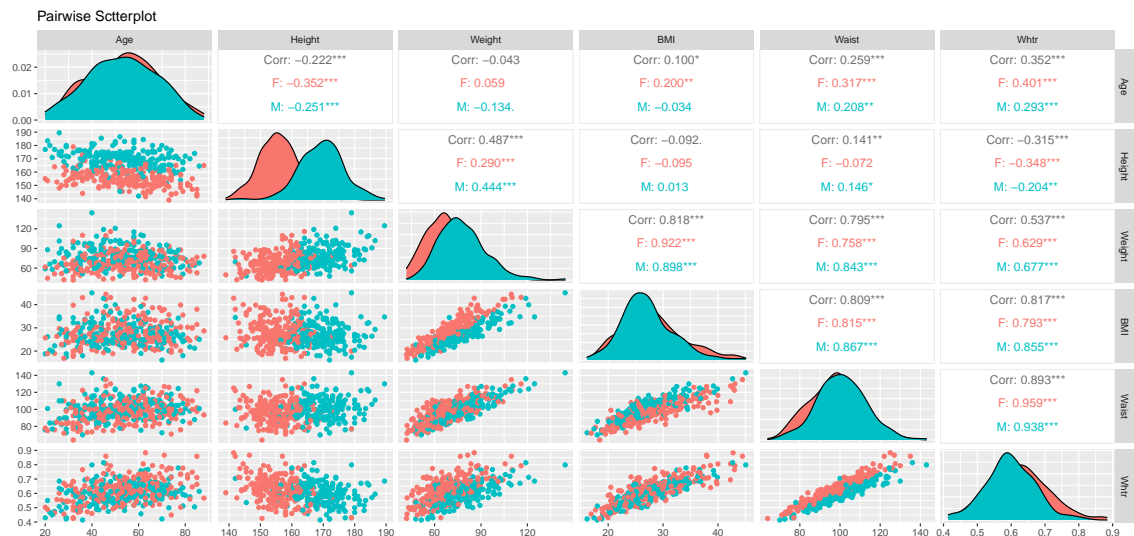 Pairwise Sctterplot
Age Height Weight BMI Waist Whtr
0.02
0.01
0.00
Corr: −0.222***
F: −0.352***
M: −0.251***
Corr: −0.043
F: 0.059
M: −0.134.
Corr: 0.100*
F: 0.200**
M: −0.034
Corr: 0.259***
F: 0.317***
M: 0.208**
Corr: 0.352***
F: 0.401***
M: 0.293***
Age
190
180
170
160
150
140
Corr: 0.487***
F: 0.290***
M: 0.444***
Corr: −0.092.
F: −0.095
M: 0.013
Corr: 0.141**
F: −0.072
M: 0.146*
Corr: −0.315***
F: −0.348***
M: −0.204**
Height
120
90
60
Corr: 0.818***
F: 0.922***
M: 0.898***
Corr: 0.795***
F: 0.758***
M: 0.843***
Corr: 0.537***
F: 0.629***
M: 0.677***
Weight
40
30
20
Corr: 0.809***
F: 0.815***
M: 0.867***
Corr: 0.817***
F: 0.793***
M: 0.855***
BMI
140
120
100
80
Corr: 0.893***
F: 0.959***
M: 0.938***
Waist
0.9
0.8
0.7
0.6
0.5
0.4
Whtr
20 40 60 80 140 150 160 170 180 190 60 90 120 20 30 40 80 100 120 140 0.4 0.5 0.6 0.7 0.8 0.9